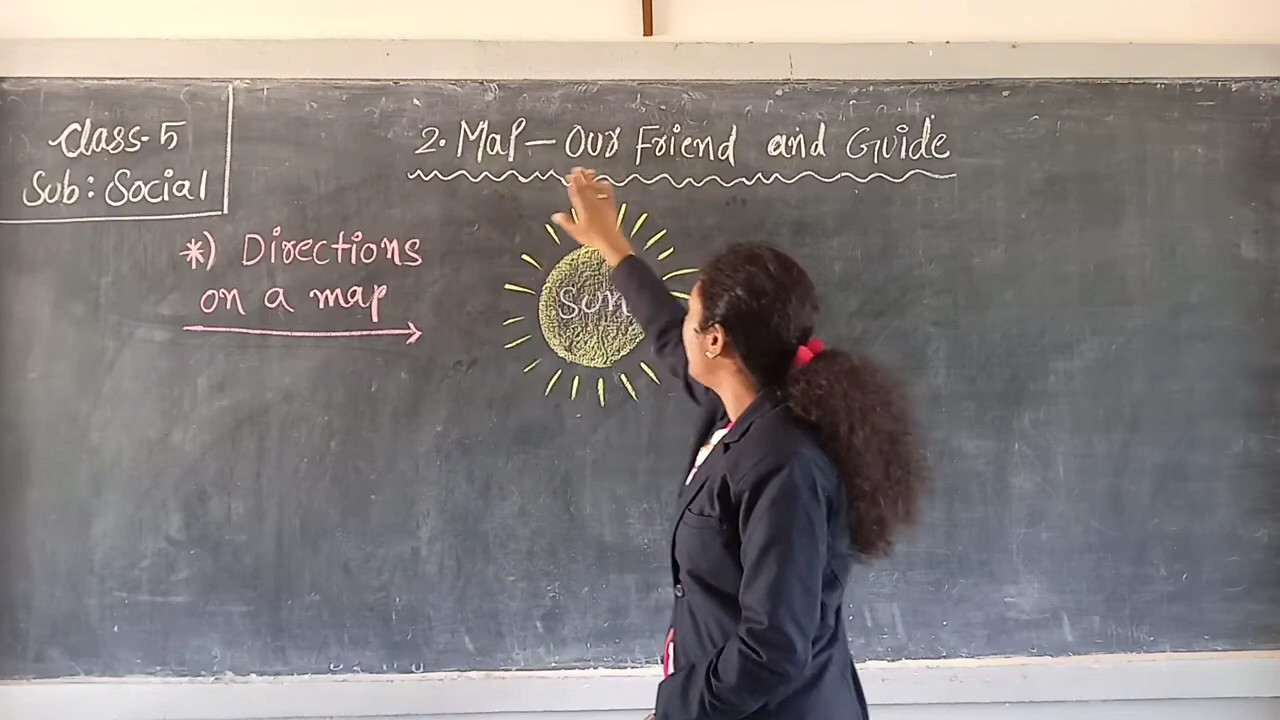 Class-5
Sub: Social
2. Map – Our Friend and Guide
*) Directions
on a map
Sun